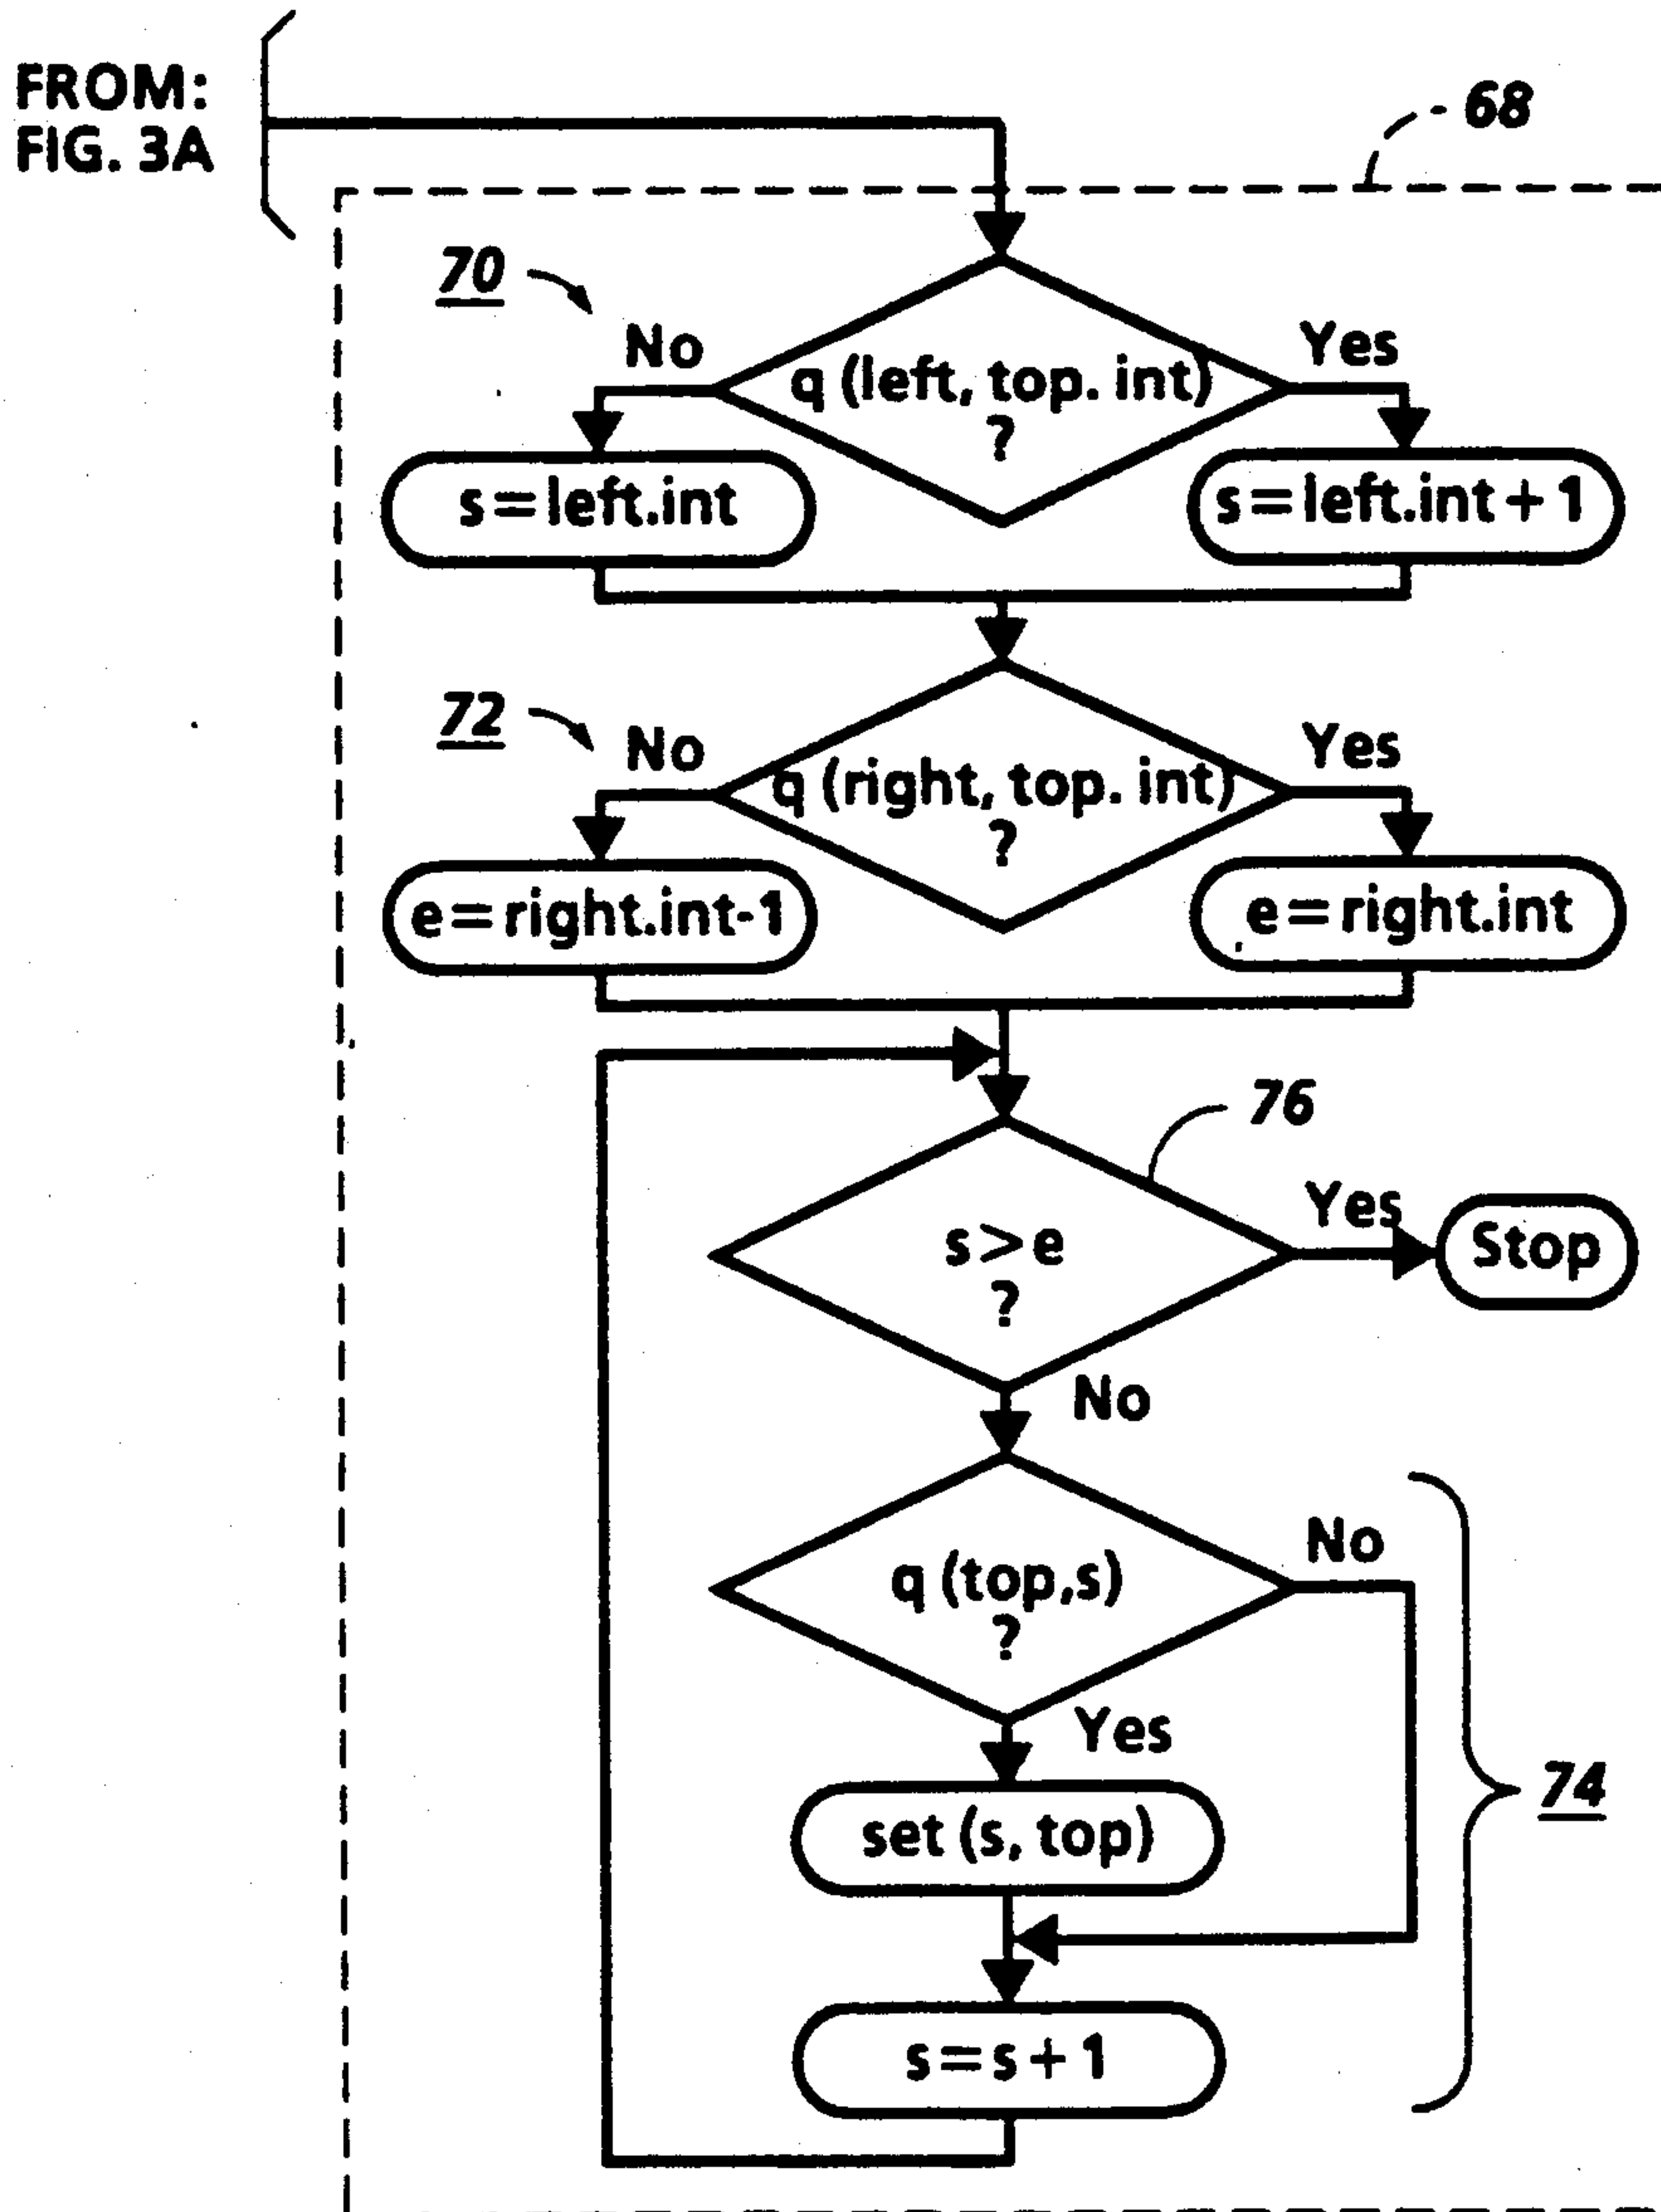 FROM:
FIG. 3A
68
70
No
Yes
q (left, top. int)
?
s=left.int
s=left.int+1
72
No
Yes
q (right, top. int)
?
e=right.int-1
e=right.int
76
s>e
?
Yes
Stop
No
q (top,s)
?
No
Yes
74
set (s, top)
s=s+1